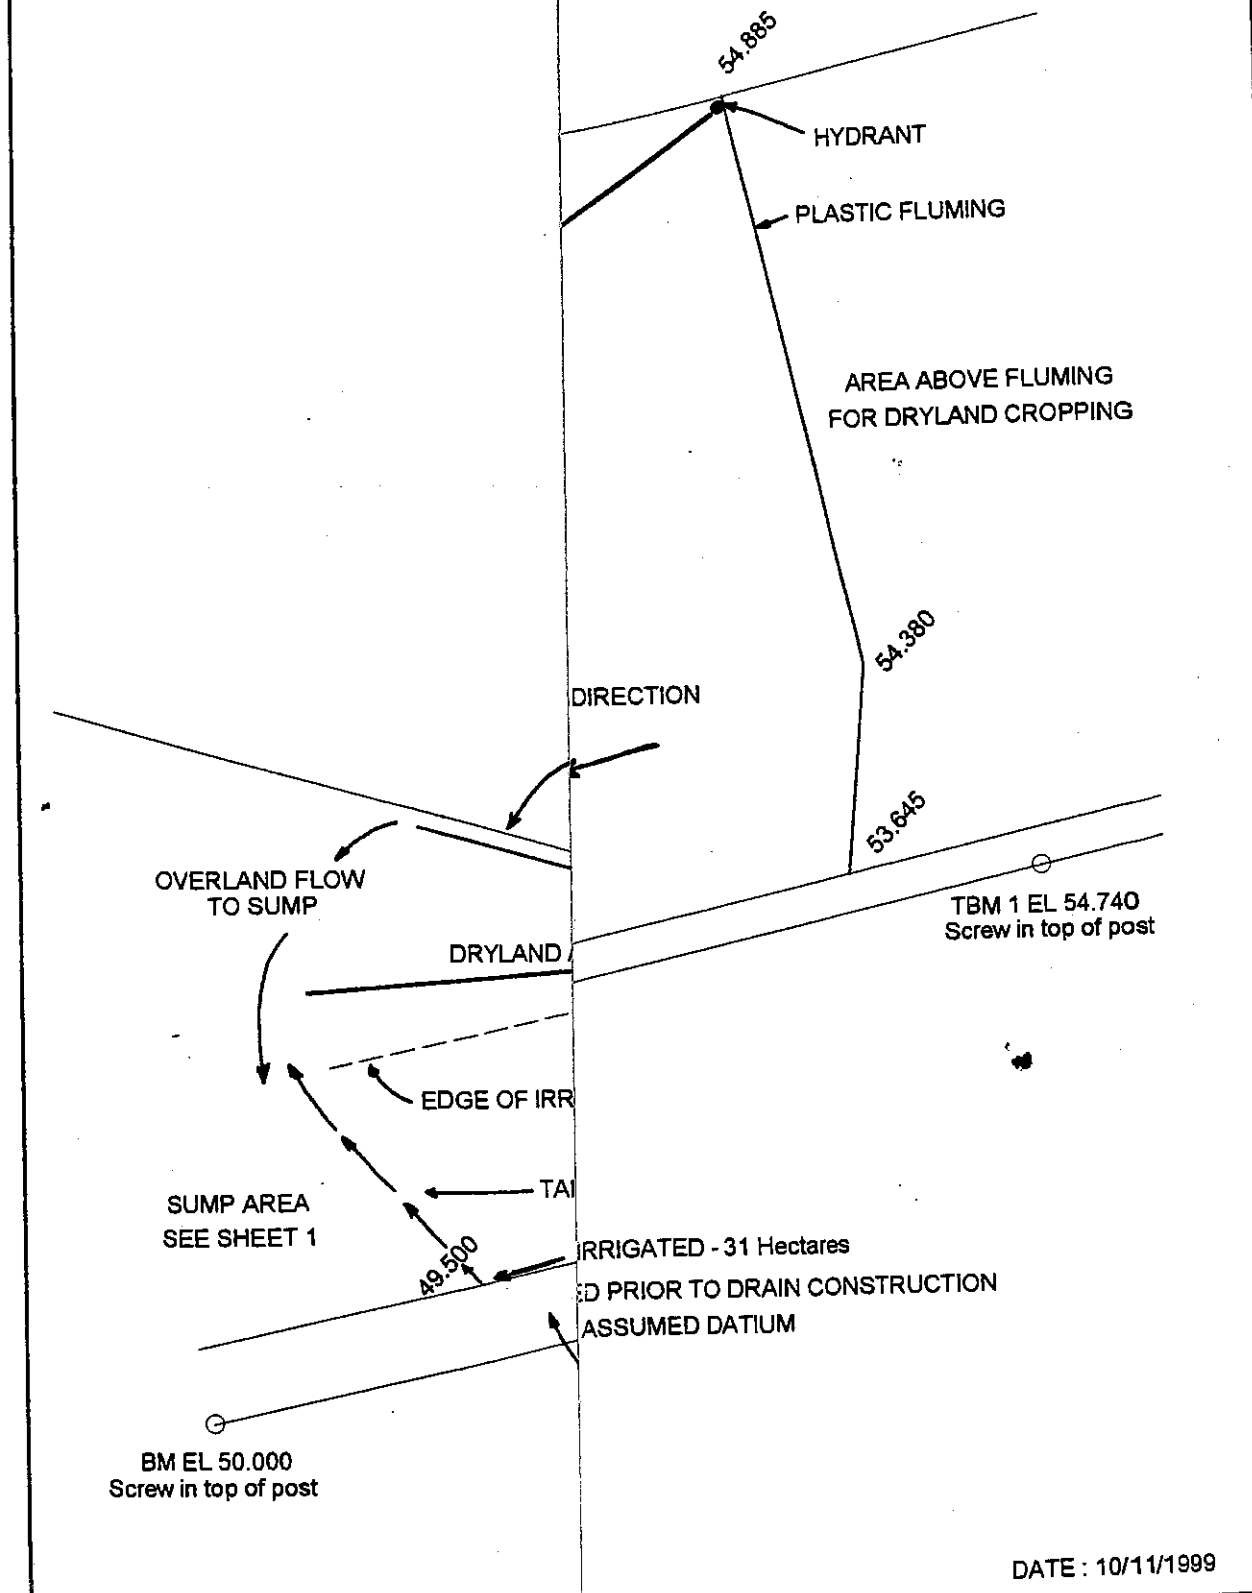 54.885
HYDRANT
PLASTIC FLUMING
AREA ABOVE FLUMING
FOR DRYLAND CROPPING
54.380
DIRECTION
53.645
OVERLAND FLOW
TO SUMP
TBM 1 EL 54.740
Screw in top of post
DRYLAND
EDGE OF IRR
TAI
SUMP AREA
SEE SHEET 1
49.500
IRRIGATED - 31 Hectares
ED PRIOR TO DRAIN CONSTRUCTION
ASSUMED DATIUM
BM EL 50.000
Screw in top of post
DATE : 10/11/1999